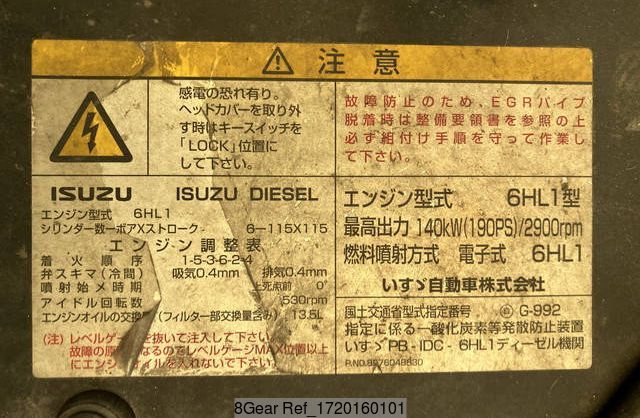 注意
感電の恐れ有り。
ヘッドカバーを取り外
す時はキースイッチを
「LOCK」位置に
して下さい。
故障防止のため、EGRパイプ
脱着時は整備要領書を参照の上
必ず組付け手順を守って作業し
て下さい。
ISUZU ISUZU DIESEL
エンジン型式 6HL1
シリンダー数ーボアXストローク 6-115X115
エンジン調整表
着火順序 1-5-3-6-2-4
弁スキマ(冷間) 吸気0.4mm 排気0.4mm
噴射始メ時期 上死点前 0°
アイドル回転数 530rpm
エンジンオイルの交換量(フィルター部交換量含み) 13.5L
(注)レベルゲージを抜いて注入して下さい。
故障の原因となるのでレベルゲージMAX位置以上
にエンジンオイルを入れないで下さい。
エンジン型式 6HL1型
最高出力 140kW(190PS)/2900rpm
燃料噴射方式 電子式 6HL1
いすゞ自動車株式会社
国土交通省型式指定番号 G-992
指定に係る一酸化炭素等発散防止装置
いすゞPB-IDC-6HL1ディーゼル機関
P.NO.8976048830
8Gear Ref_1720160101